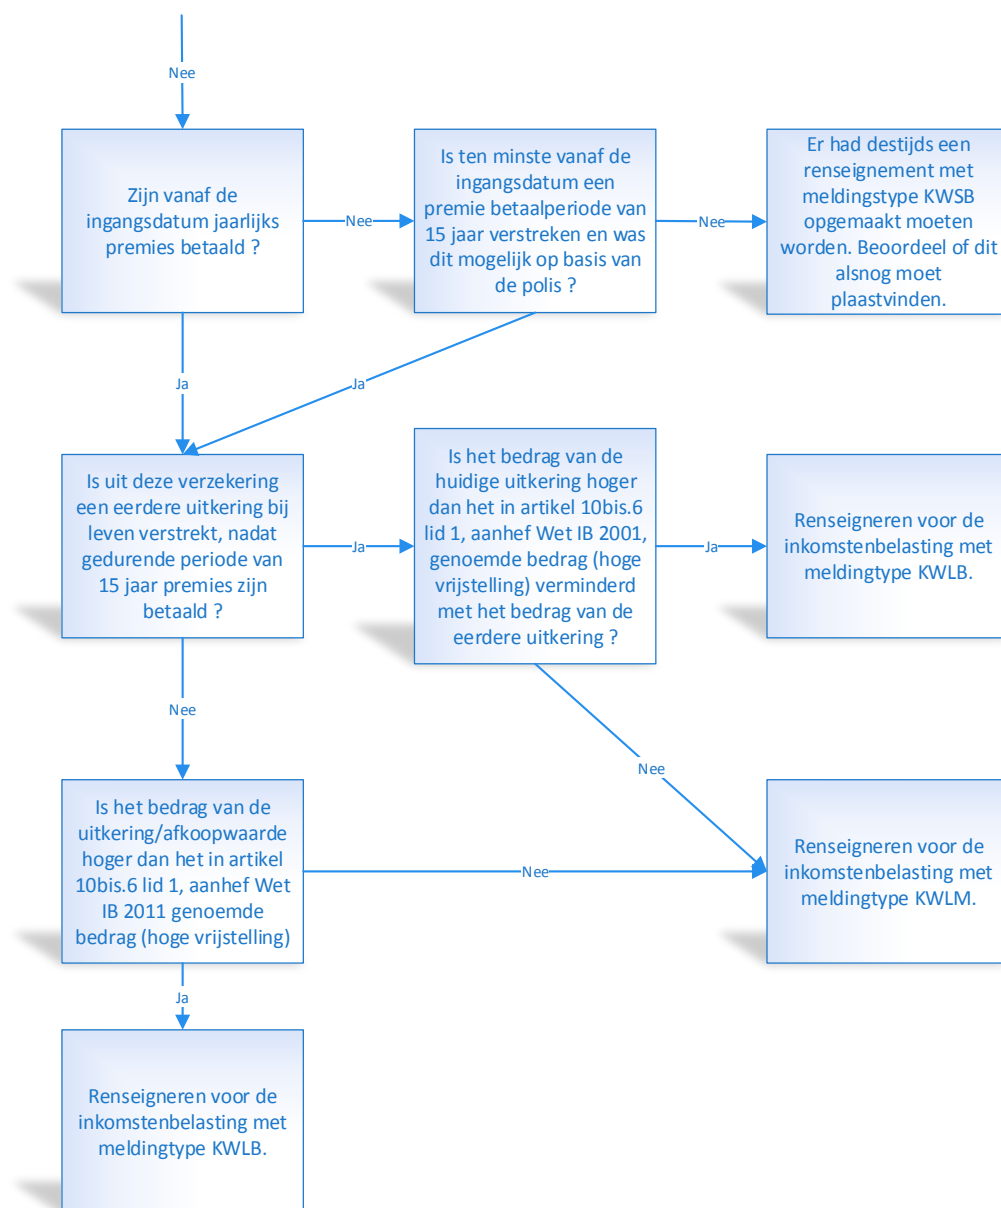 Nee
Zijn vanaf de
ingangsdatum jaarlijks
premies betaald ?
Nee
Is ten minste vanaf de
ingangsdatum een
premie betaalperiode van
15 jaar verstreken en was
dit mogelijk op basis van
de polis ?
Nee
Er had destijds een
renseignement met
meldingstype KWSB
opgemaakt moeten
worden. Beoordeel of dit
alsnog moet
plaastvinden.
Ja
Ja
Is uit deze verzekering
een eerdere uitkering bij
leven verstrekt, nadat
gedurende periode van
15 jaar premies zijn
betaald ?
Ja
Is het bedrag van de
huidige uitkering hoger
dan het in artikel 10bis.6
lid 1, aanhef Wet IB 2001,
genoemde bedrag (hoge
vrijstelling) verminderd
met het bedrag van de
eerdere uitkering ?
Ja
Renseigneren voor de
inkomstenbelasting met
meldingtype KWLB.
Nee
Nee
Is het bedrag van de
uitkering/afkoopwaarde
hoger dan het in artikel
10bis.6 lid 1, aanhef Wet
IB 2011 genoemde
bedrag (hoge vrijstelling)
Nee
Renseigneren voor de
inkomstenbelasting met
meldingtype KWLM.
Ja
Renseigneren voor de
inkomstenbelasting met
meldingtype KWLB.